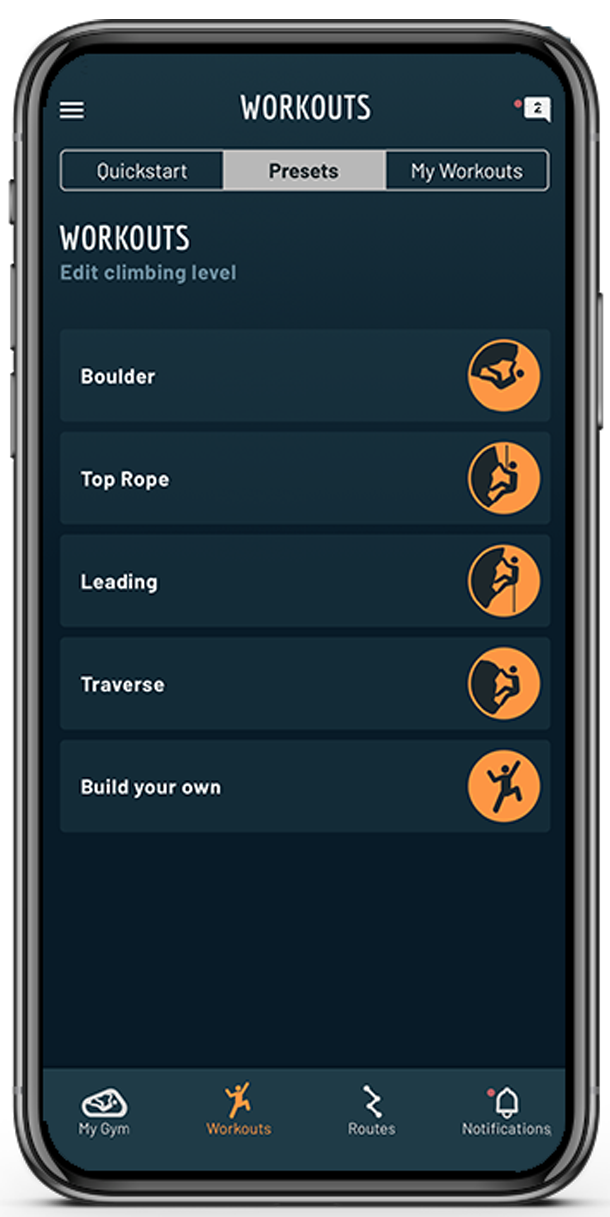 WORKOUTS
2
Quickstart
Presets
My Workouts
WORKOUTS
Edit climbing level
Boulder
Top Rope
Leading
Traverse
Build your own
My Gym
Workouts
Routes
Notifications